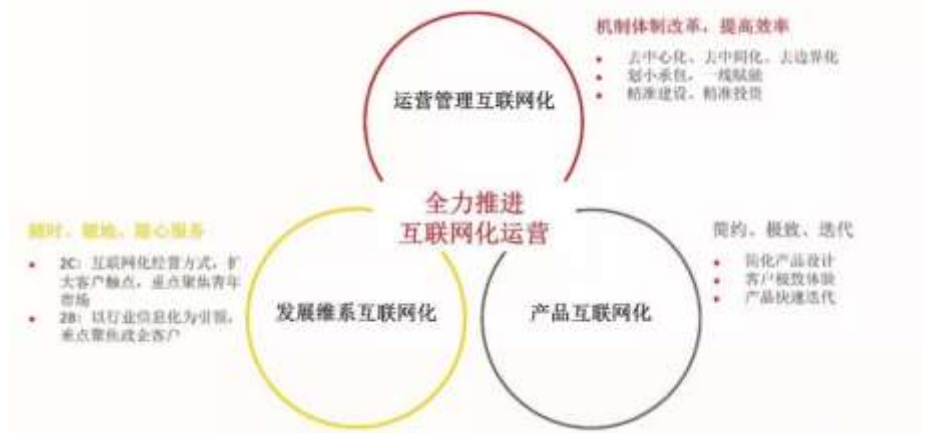 机制体制改革，提高效率
• 去中心化、去中间化、去边界化
• 划小承包，一线赋能
• 精准建设、精准投资
运营管理互联网化
全力推进
互联网化运营
随时、随地、随心服务
• 2C：互联网化经营方式，扩
大客户触点，重点聚焦青年
市场
• 2B：以行业信息化为引领，
重点聚焦政企客户
发展维系互联网化
产品互联网化
简约、极致、迭代
• 简化产品设计
• 客户极致体验
• 产品快速迭代